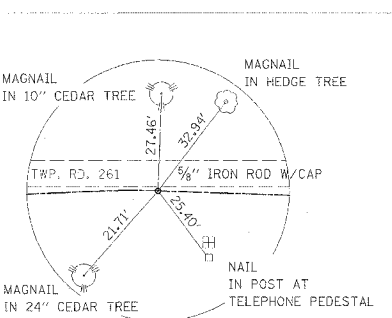 MAGNAIL
IN 10" CEDAR TREE
MAGNAIL
IN HEDGE TREE
27.46'
32.94'
TWP. RD. 261
5/8" IRON ROD W/CAP
21.71'
25.40'
MAGNAIL
IN 24" CEDAR TREE
NAIL
IN POST AT
TELEPHONE PEDESTAL